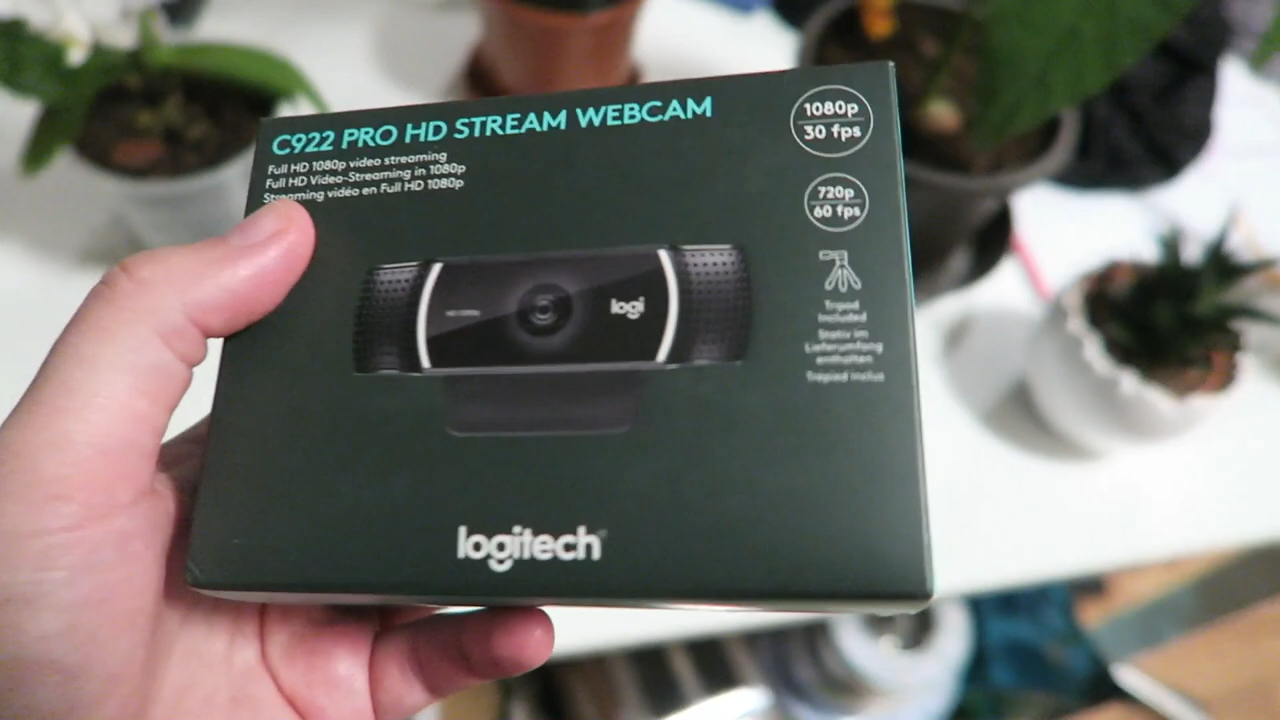 C922 PRO HD STREAM WEBCAM
Full HD 1080p video streaming
Full HD Video-Streaming in 1080p
Streaming vidéo en Full HD 1080p
1080p
30 fps
720p
60 fps
Tripod
Included
Stativ im
Lieferumfang
enthalten
Trépied inclus
logi
logitech